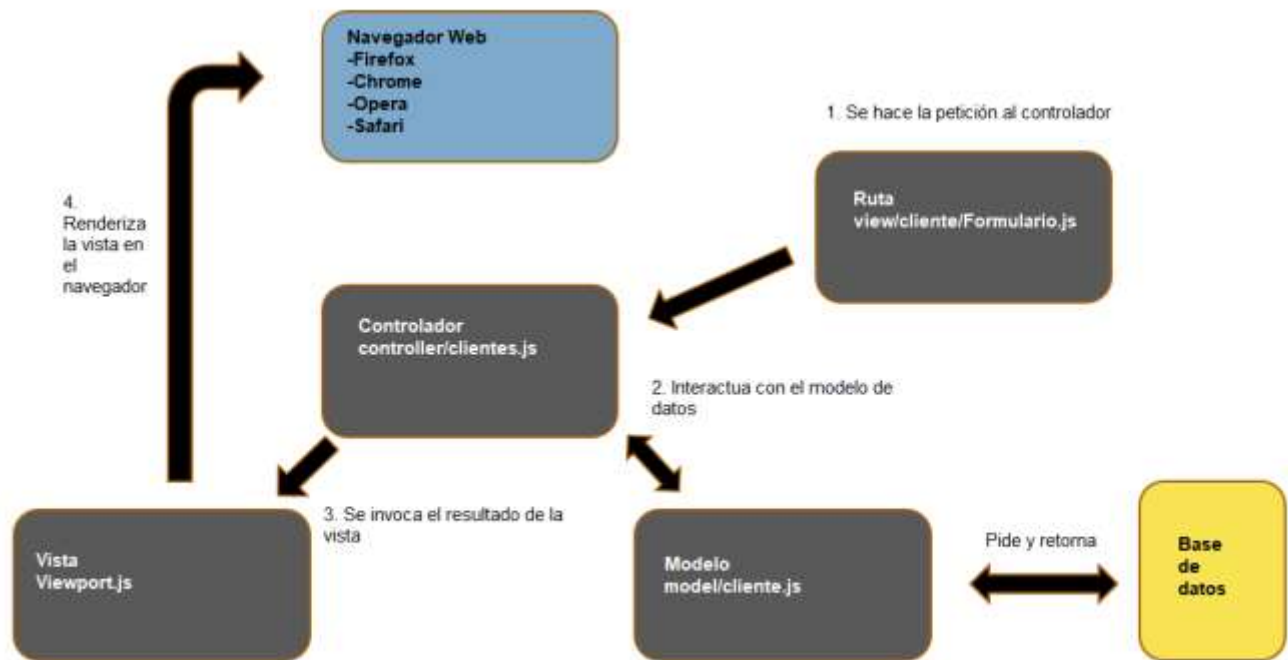 Navegador Web
-Firefox
-Chrome
-Opera
-Safari
1. Se hace la petición al controlador
Ruta
view/cliente/Formulario.js
4.
Renderiza
la vista en
el
navegador
Controlador
controller/clientes.js
2. Interactua con el modelo de
datos
3. Se invoca el resultado de la
vista
Vista
Viewport.js
Modelo
model/cliente.js
Pide y retorna
Base
de
datos